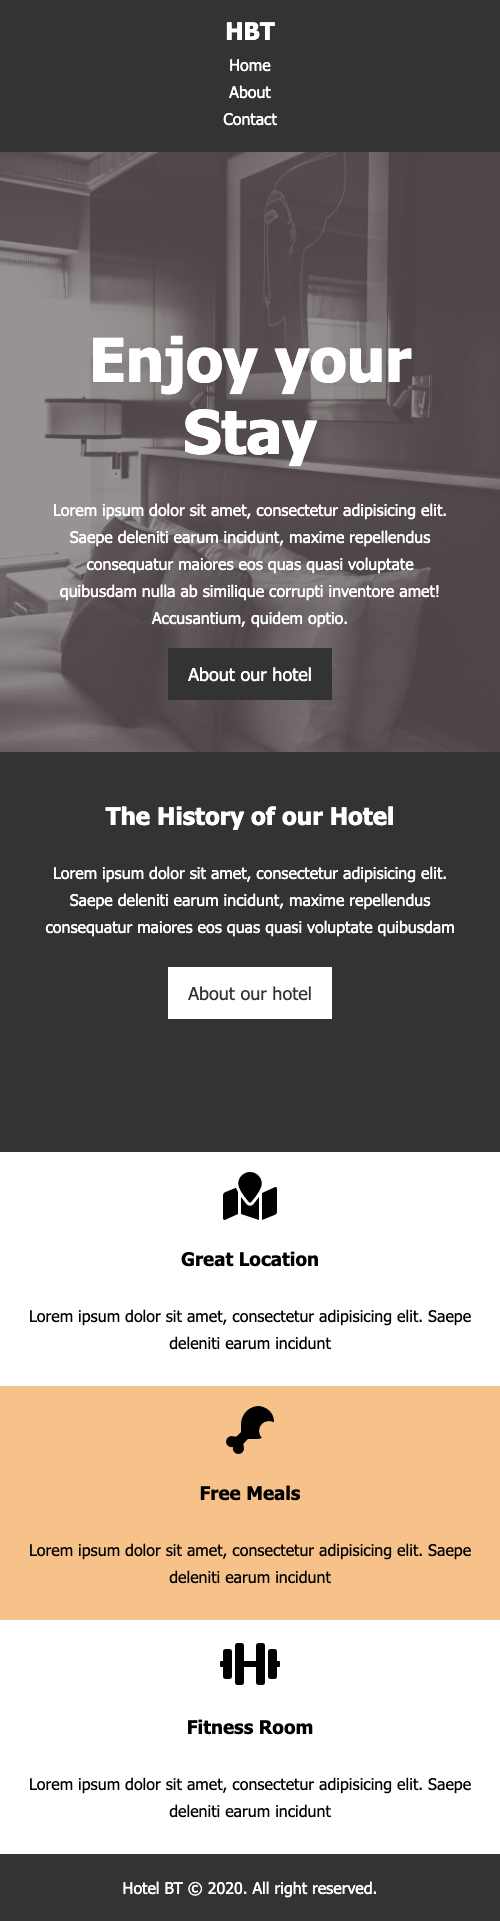 HBT
Home
About
Contact
Enjoy your
Stay
Lorem ipsum dolor sit amet, consectetur adipisicing elit.
Saepe deleniti earum incidunt, maxime repellendus
consequatur maiores eos quas quasi voluptate
quibusdam nulla ab similique corrupti inventore amet!
Accusantium, quidem optio.
About our hotel
The History of our Hotel
Lorem ipsum dolor sit amet, consectetur adipisicing elit.
Saepe deleniti earum incidunt, maxime repellendus
consequatur maiores eos quas quasi voluptate quibusdam
About our hotel
Great Location
Lorem ipsum dolor sit amet, consectetur adipisicing elit. Saepe
deleniti earum incidunt
Free Meals
Lorem ipsum dolor sit amet, consectetur adipisicing elit. Saepe
deleniti earum incidunt
Fitness Room
Lorem ipsum dolor sit amet, consectetur adipisicing elit. Saepe
deleniti earum incidunt
Hotel BT © 2020. All right reserved.